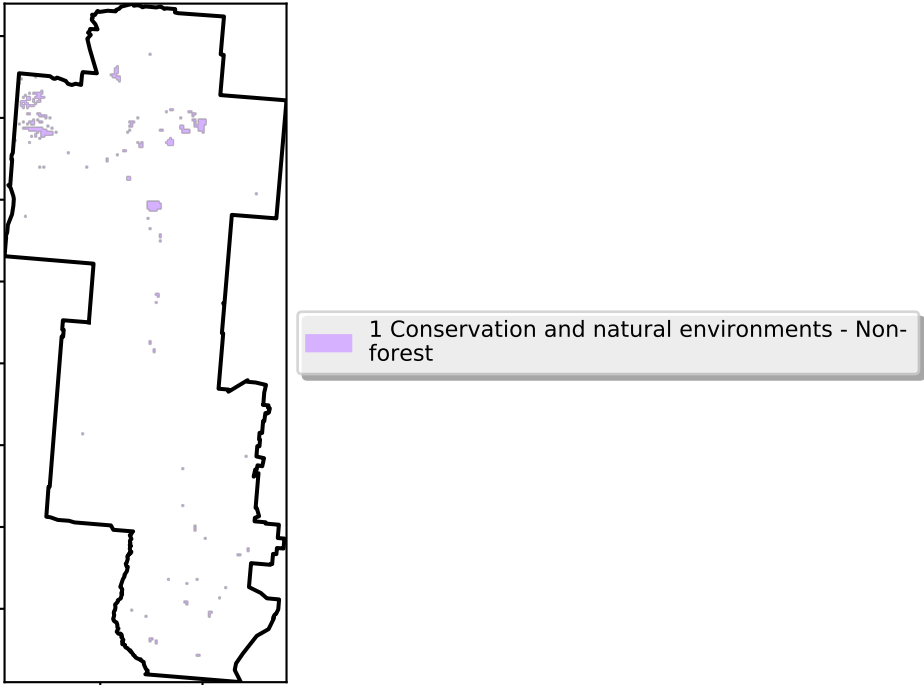 1 Conservation and natural environments - Non-
forest